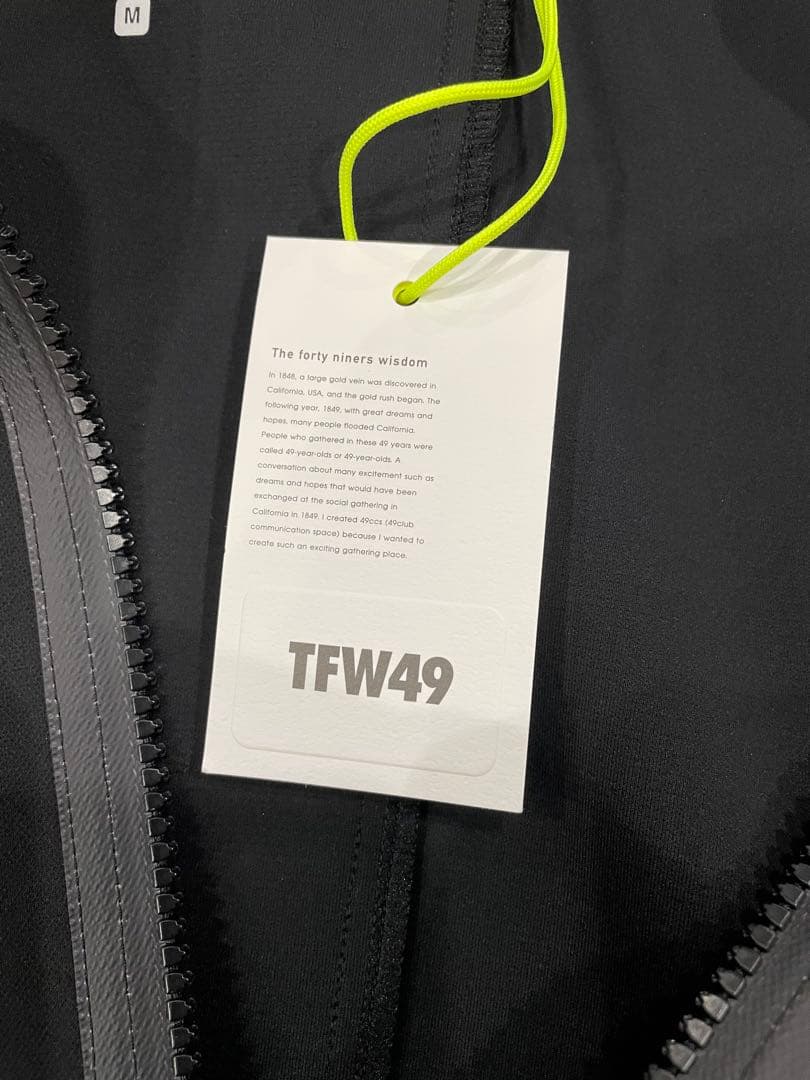 M
The forty niners wisdom
In 1848, a large gold vein was discovered in
California, USA, and the gold rush began. The
following year, 1849, with great dreams and
hopes, many people flooded California.
People who gathered in these 49 years were
called 49-year-olds or 49-year-olds. A
conversation about many excitement such as
dreams and hopes that would have been
exchanged at the social gathering in
California in 1849. I created 49ccs (49club
communication space) because I wanted to
create such an exciting gathering place.
TFW49